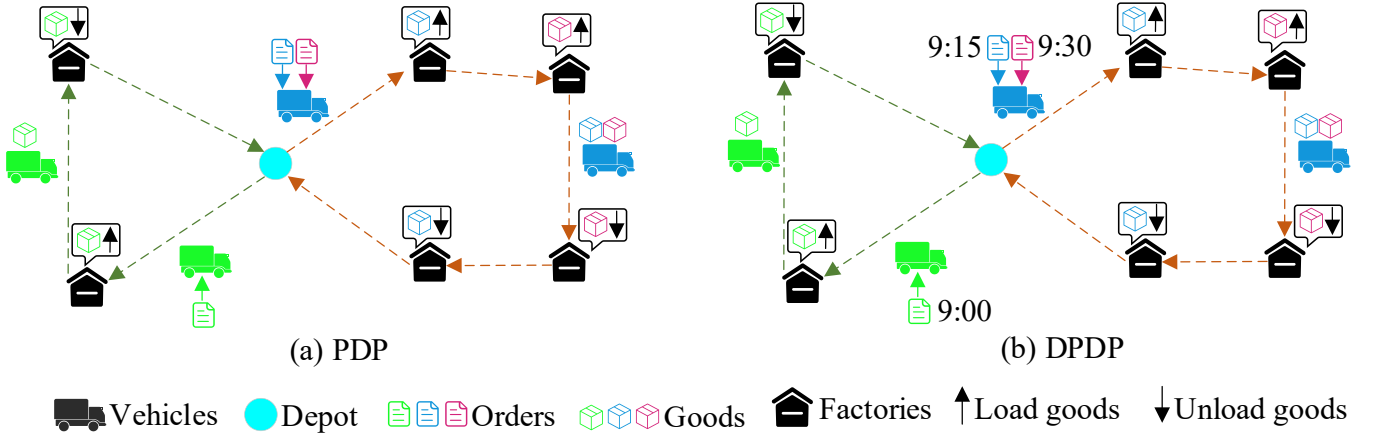 9:15 9:30
9:00
(a) PDP
(b) DPDP
Vehicles Depot Orders Goods Factories Load goods Unload goods